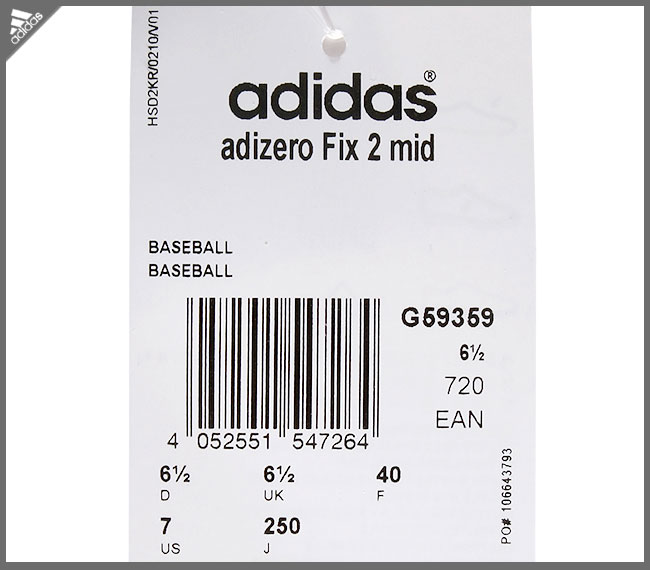 adidas
HSD2KR/0210/V01
adidas®
adizero Fix 2 mid
BASEBALL
BASEBALL
G59359
6½
720
EAN
4 052551 547264
6½ 6½ 40
D UK F
7 250
US J
PO# 106643793